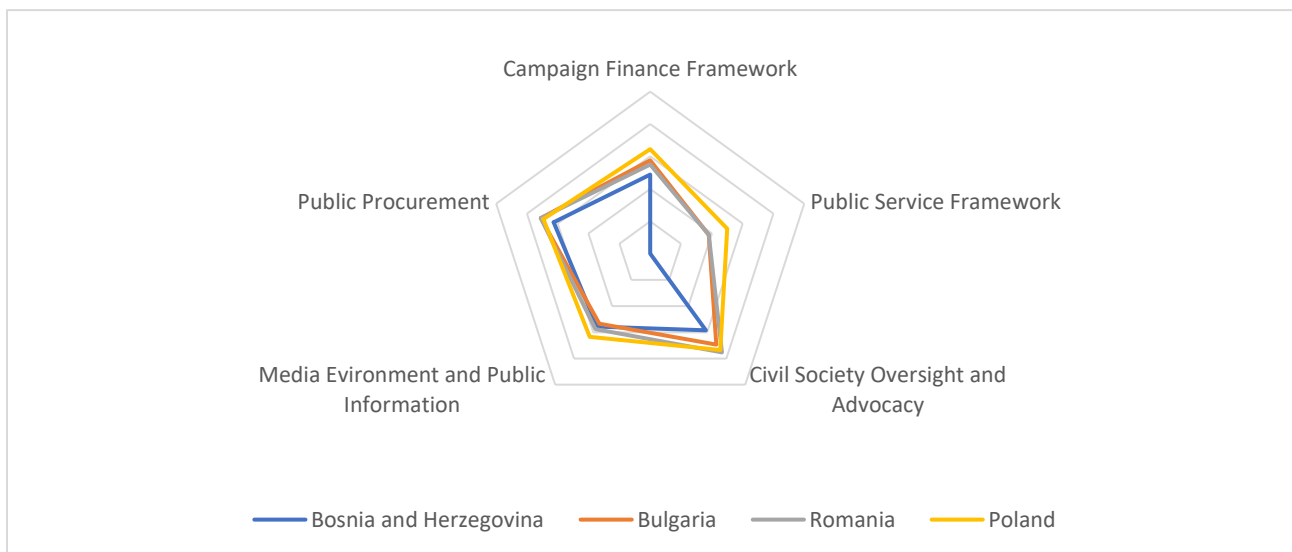 Campaign Finance Framework
Public Procurement
Public Service Framework
Media Evironment and Public
Information
Civil Society Oversight and
Advocacy
Bosnia and Herzegovina
Bulgaria
Romania
Poland